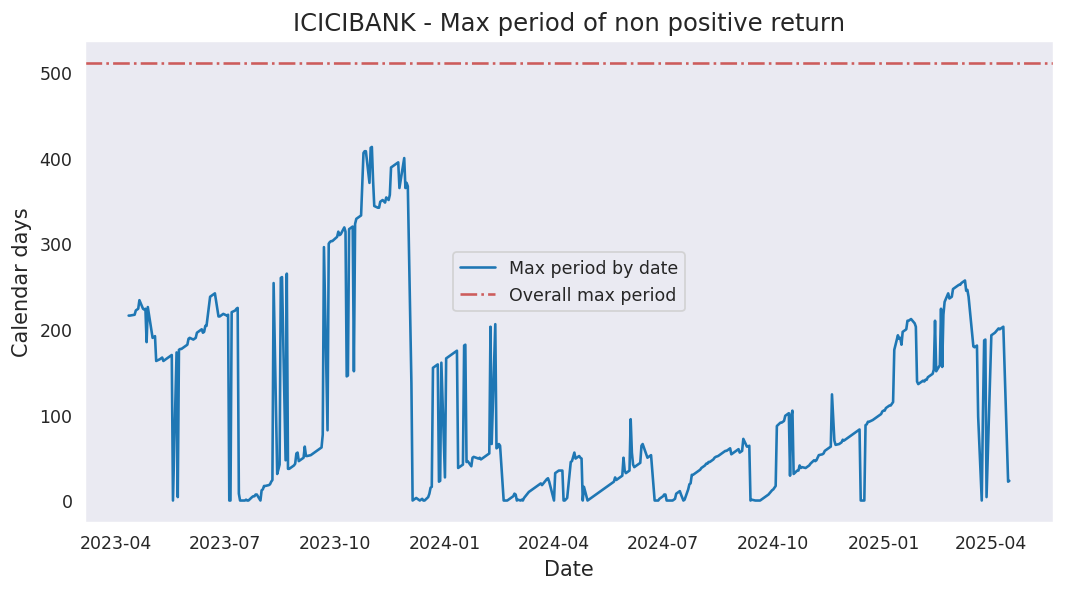 ICICIBANK - Max period of non positive return
Calendar days
500
400
300
200
100
0
Max period by date
Overall max period
2023-04 2023-07 2023-10 2024-01 2024-04 2024-07 2024-10 2025-01 2025-04
Date